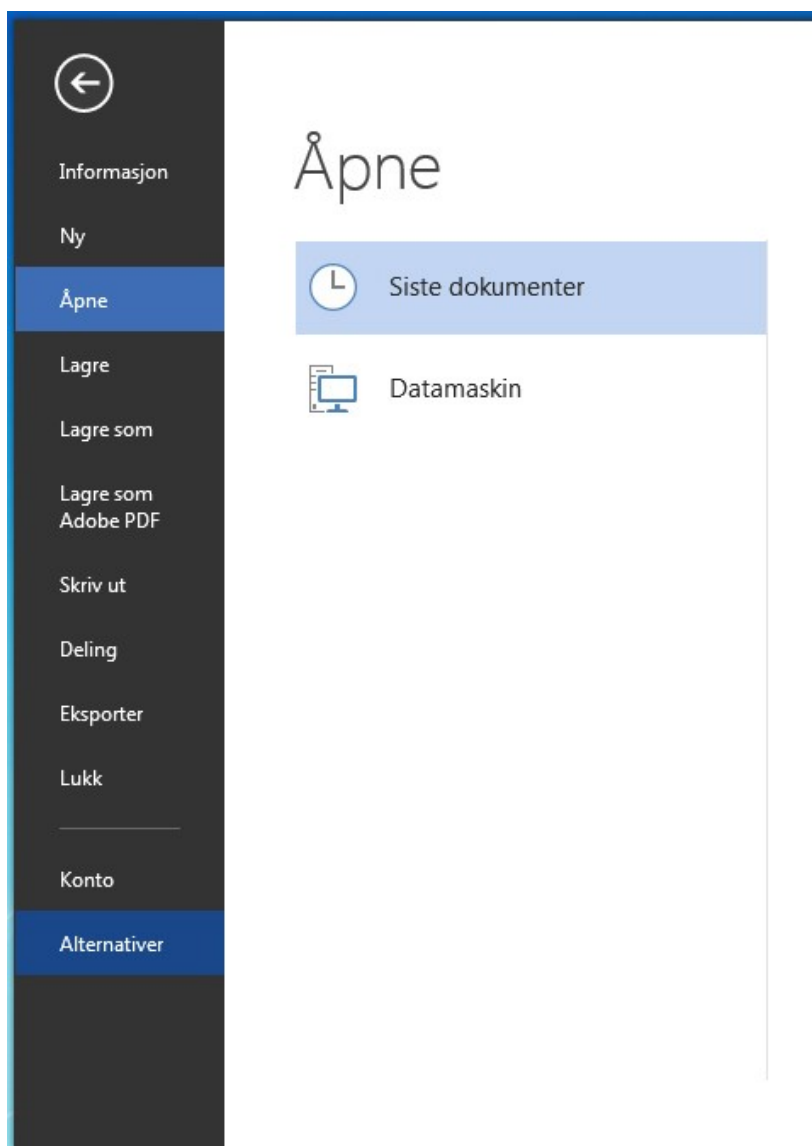 Informasjon
Ny
Åpne
Lagre
Lagre som
Lagre som
Adobe PDF
Skriv ut
Deling
Eksporter
Lukk
Konto
Alternativer
Åpne
Siste dokumenter
Datamaskin